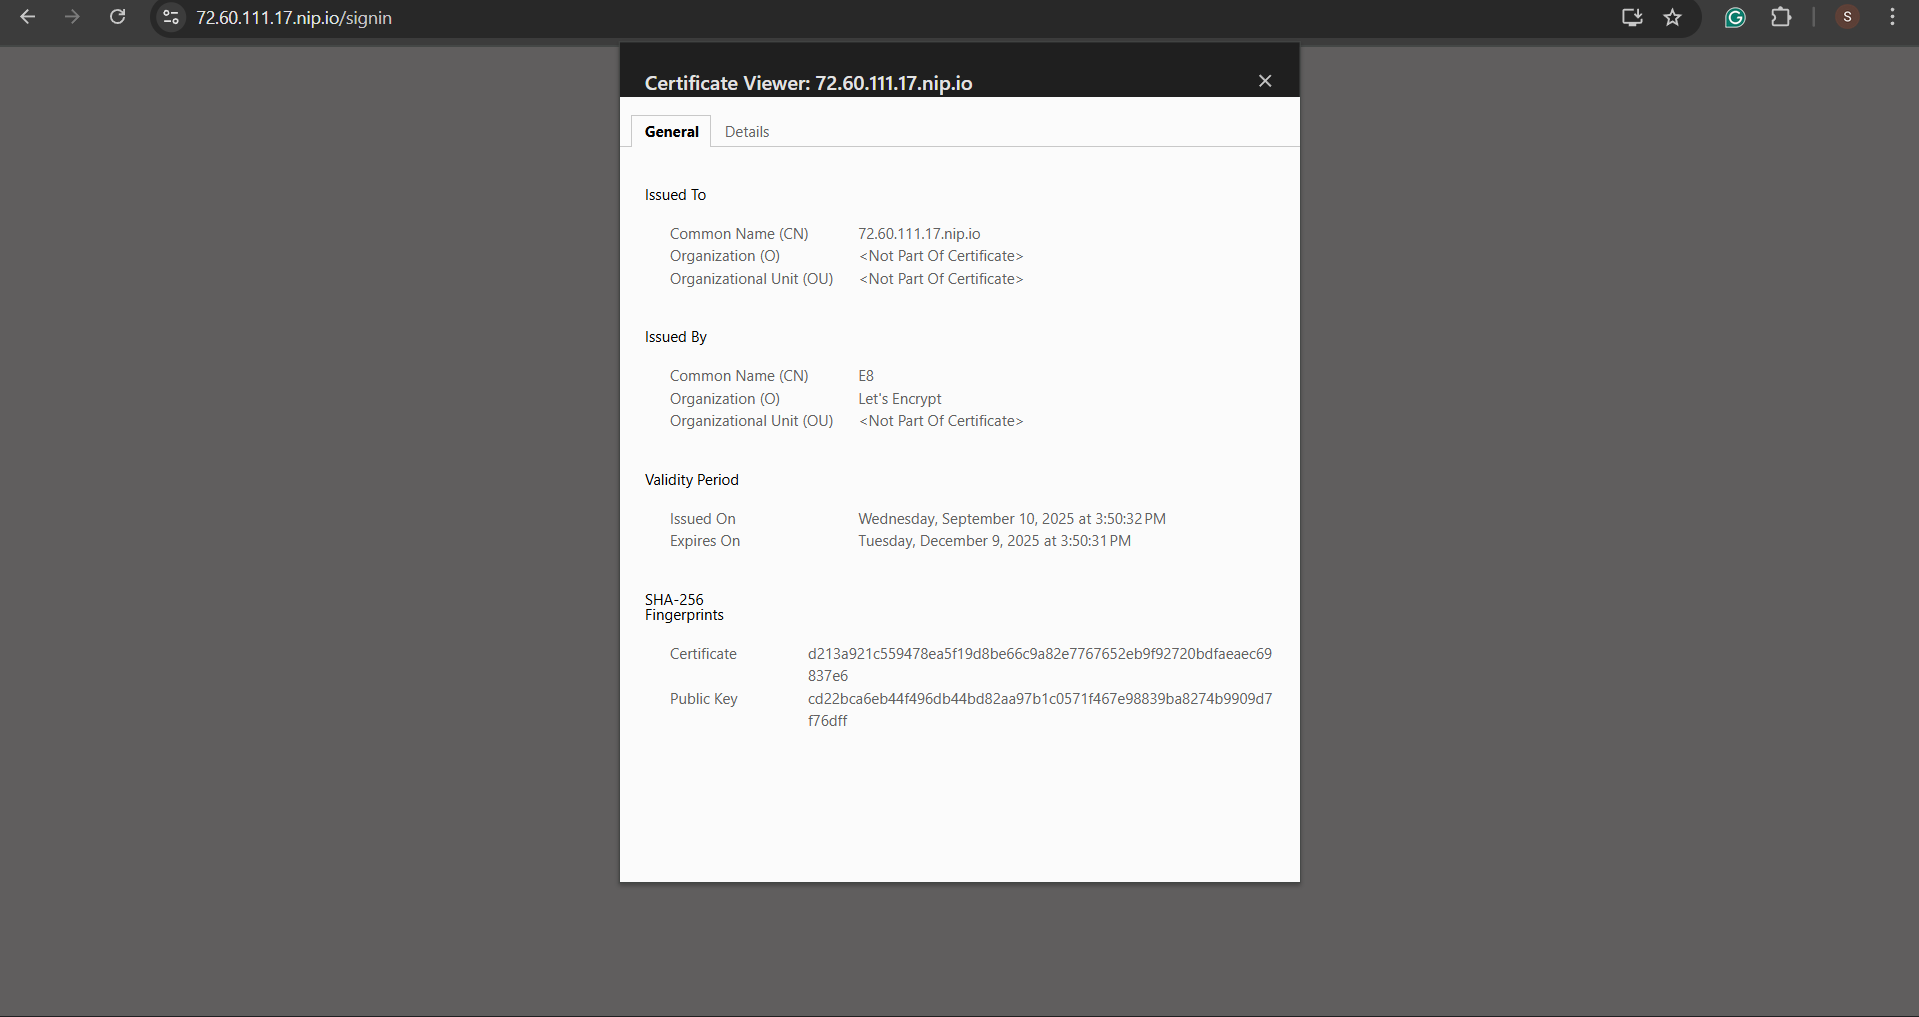 72.60.111.17.nip.io/signin
S
Certificate Viewer: 72.60.111.17.nip.io
General Details
Issued To
Common Name (CN) 72.60.111.17.nip.io
Organization (O) <Not Part Of Certificate>
Organizational Unit (OU) <Not Part Of Certificate>
Issued By
Common Name (CN) E8
Organization (O) Let's Encrypt
Organizational Unit (OU) <Not Part Of Certificate>
Validity Period
Issued On Wednesday, September 10, 2025 at 3:50:32 PM
Expires On Tuesday, December 9, 2025 at 3:50:31 PM
SHA-256
Fingerprints
Certificate d213a921c559478ea5f19d8be66c9a82e7767652eb9f92720bdfaeaec69
837e6
Public Key cd22bca6eb44f496db44bd82aa97b1c0571f467e98839ba8274b9909d7
f76dff